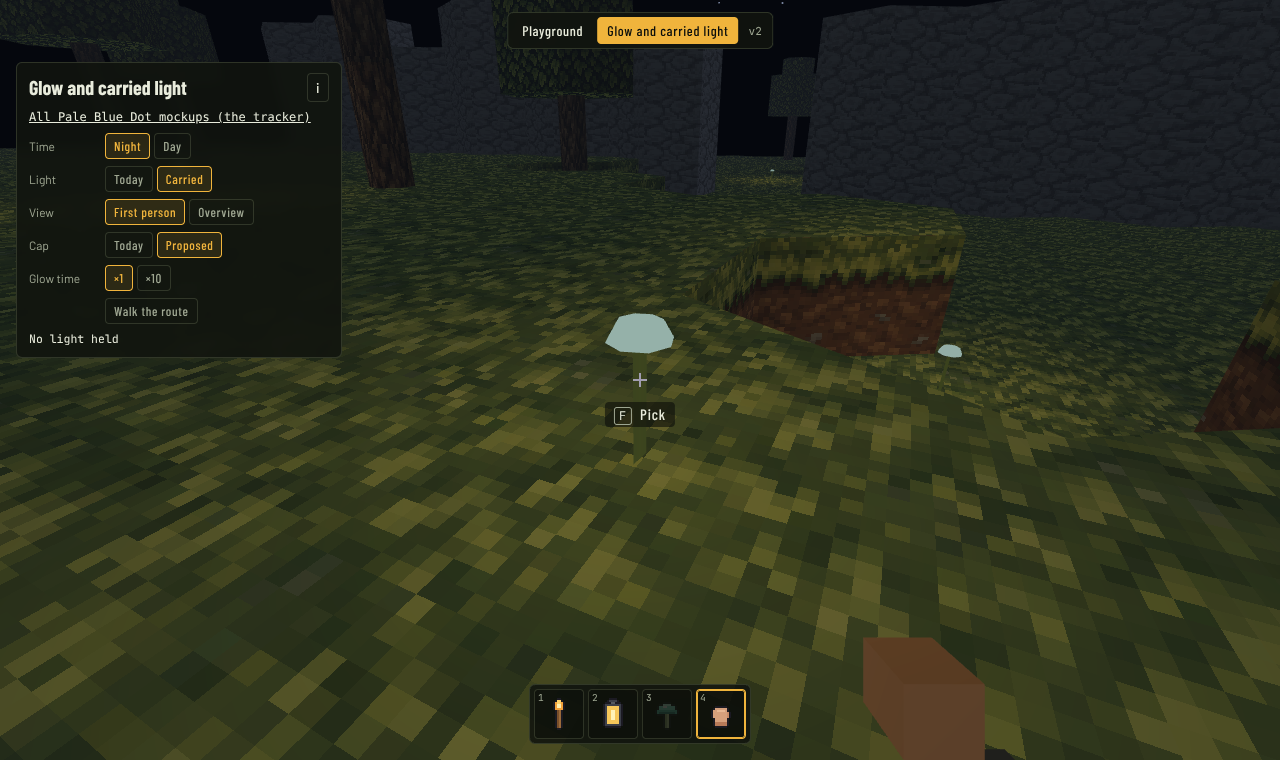 Playground Glow and carried light v2
Glow and carried light i
All Pale Blue Dot mockups (the tracker)
Time Night Day
Light Today Carried
View First person Overview
Cap Today Proposed
Glow time ×1 ×10
Walk the route
No light held
F Pick
1 2 3 4